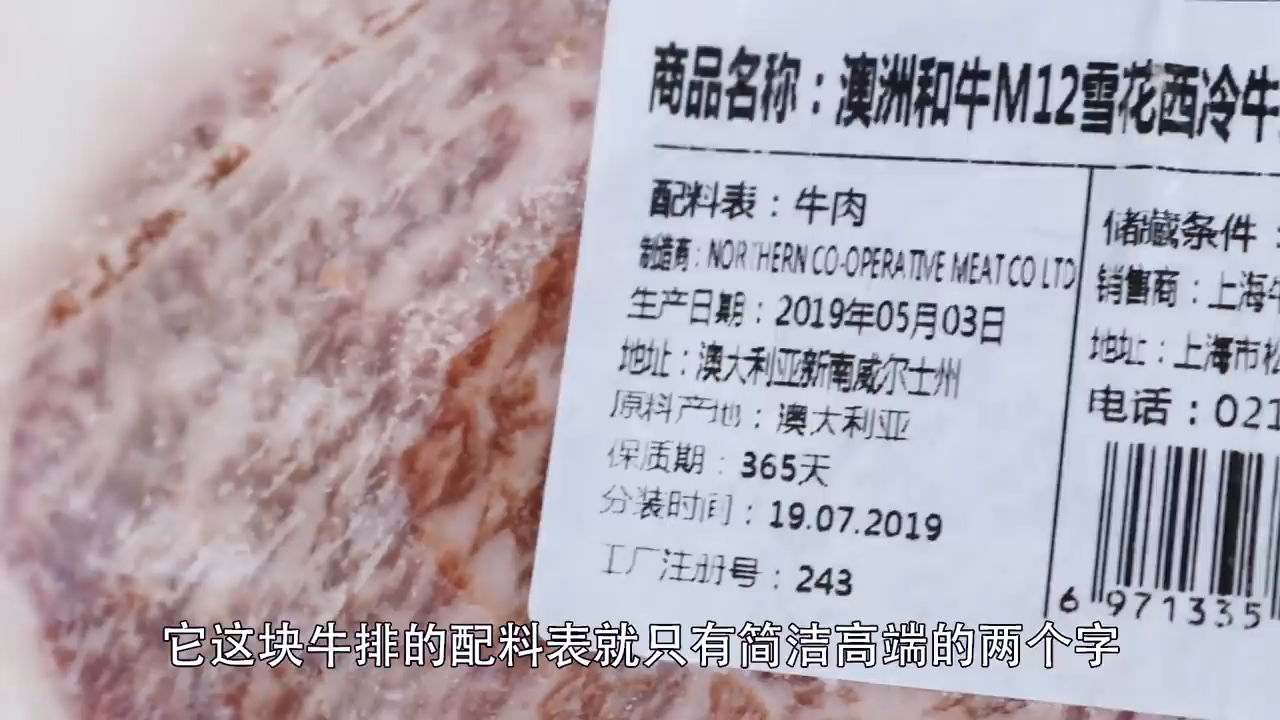 商品名称：澳洲和牛M12雪花西冷牛
配料表：牛肉
制造商：NORTHERN CO-OPERATIVE MEAT CO LTD
生产日期：2019年05月03日
地址：澳大利亚新南威尔士州
原料产地：澳大利亚
保质期：365天
分装时间：19.07.2019
工厂注册号：243
储藏条件：
销售商：上海牛
地址：上海市松
电话：021
6 971335
它这块牛排的配料表就只有简洁高端的两个字